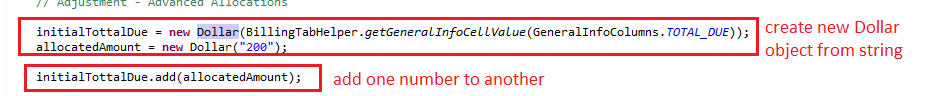 // Adjustment - Advanced Allocations
initialTottalDue = new Dollar(BillingTabHelper.getGeneralInfoCellValue(GeneralInfoColumns.TOTAL_DUE));
allocatedAmount = new Dollar("200");
create new Dollar
object from string
initialTottalDue.add(allocatedAmount);
add one number to another